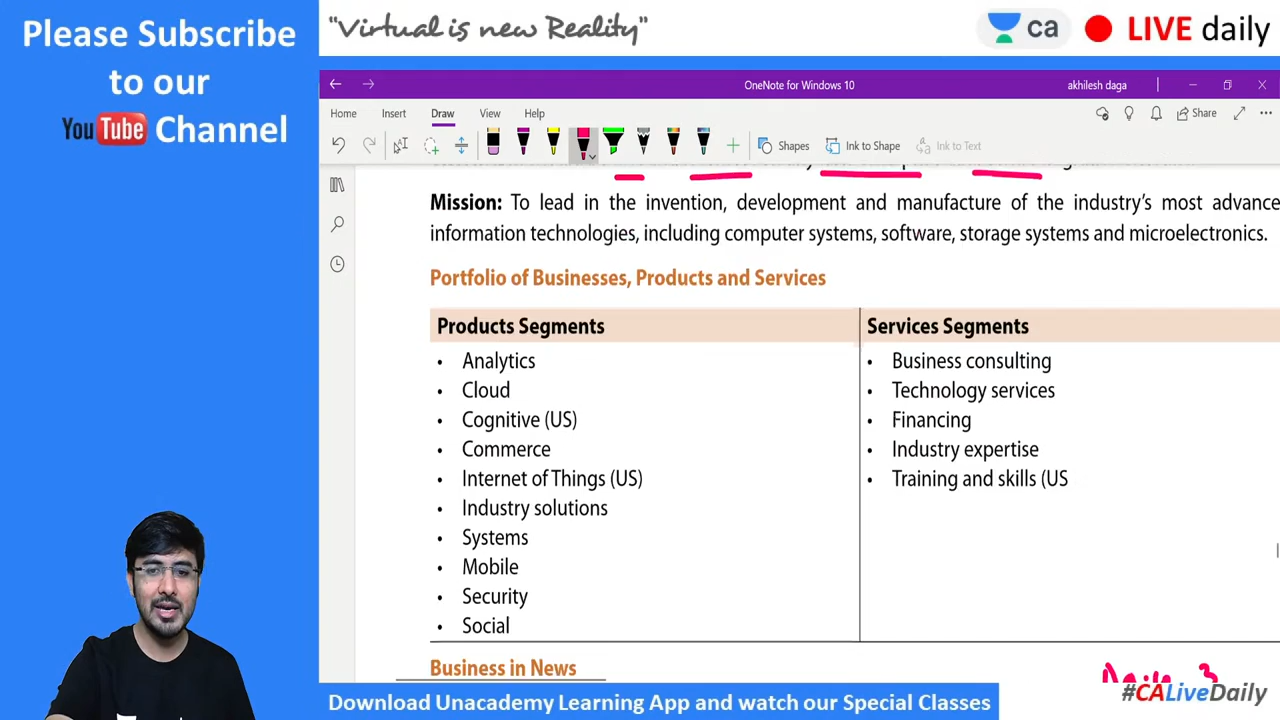 Please Subscribe
to our
YouTube Channel
"Virtual is new Reality"
ca LIVE daily
OneNote for Windows 10
akhilesh daga
Home Insert Draw View Help
Share
Shapes Ink to Shape Ink to Text
Mission: To lead in the invention, development and manufacture of the industry's most advance
information technologies, including computer systems, software, storage systems and microelectronics.
Portfolio of Businesses, Products and Services
Products Segments
• Analytics
• Cloud
• Cognitive (US)
• Commerce
• Internet of Things (US)
• Industry solutions
• Systems
• Mobile
• Security
• Social
Services Segments
• Business consulting
• Technology services
• Financing
• Industry expertise
• Training and skills (US
Business in News
#CALiveDaily
Download Unacademy Learning App and watch our Special Classes